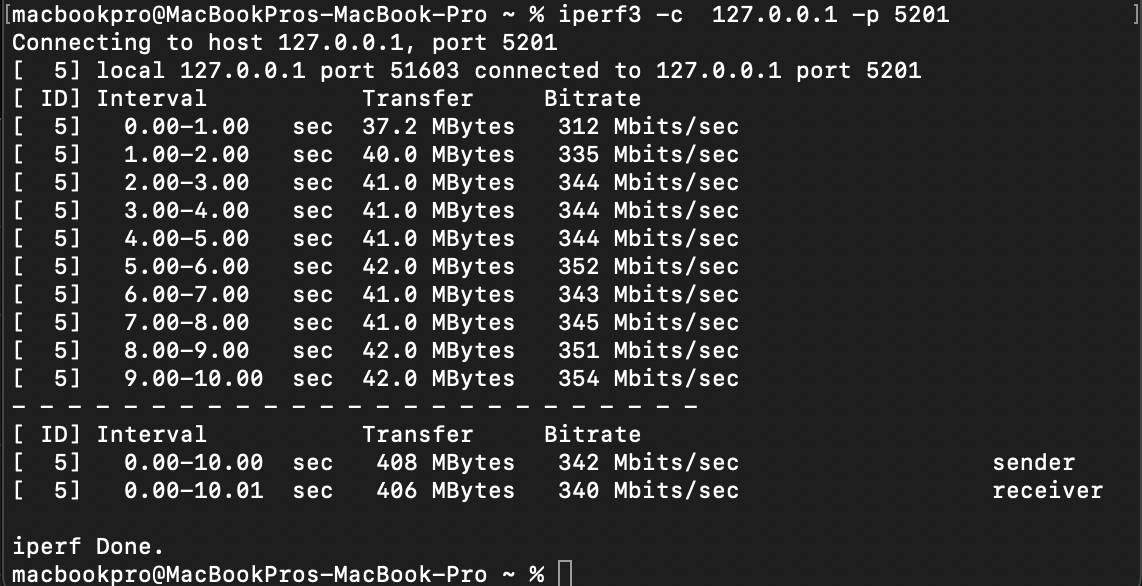 [macbookpro@MacBookPros-MacBook-Pro ~ % iperf3 -c  127.0.0.1 -p 5201 ]
Connecting to host 127.0.0.1, port 5201
[  5] local 127.0.0.1 port 51603 connected to 127.0.0.1 port 5201
[ ID] Interval           Transfer     Bitrate
[  5]   0.00-1.00   sec  37.2 MBytes   312 Mbits/sec
[  5]   1.00-2.00   sec  40.0 MBytes   335 Mbits/sec
[  5]   2.00-3.00   sec  41.0 MBytes   344 Mbits/sec
[  5]   3.00-4.00   sec  41.0 MBytes   344 Mbits/sec
[  5]   4.00-5.00   sec  41.0 MBytes   344 Mbits/sec
[  5]   5.00-6.00   sec  42.0 MBytes   352 Mbits/sec
[  5]   6.00-7.00   sec  41.0 MBytes   343 Mbits/sec
[  5]   7.00-8.00   sec  41.0 MBytes   345 Mbits/sec
[  5]   8.00-9.00   sec  42.0 MBytes   351 Mbits/sec
[  5]   9.00-10.00  sec  42.0 MBytes   354 Mbits/sec
- - - - - - - - - - - - - - - - - - - - - - - - -
[ ID] Interval           Transfer     Bitrate
[  5]   0.00-10.00  sec   408 MBytes   342 Mbits/sec                  sender
[  5]   0.00-10.01  sec   406 MBytes   340 Mbits/sec                  receiver
iperf Done.
macbookpro@MacBookPros-MacBook-Pro ~ %